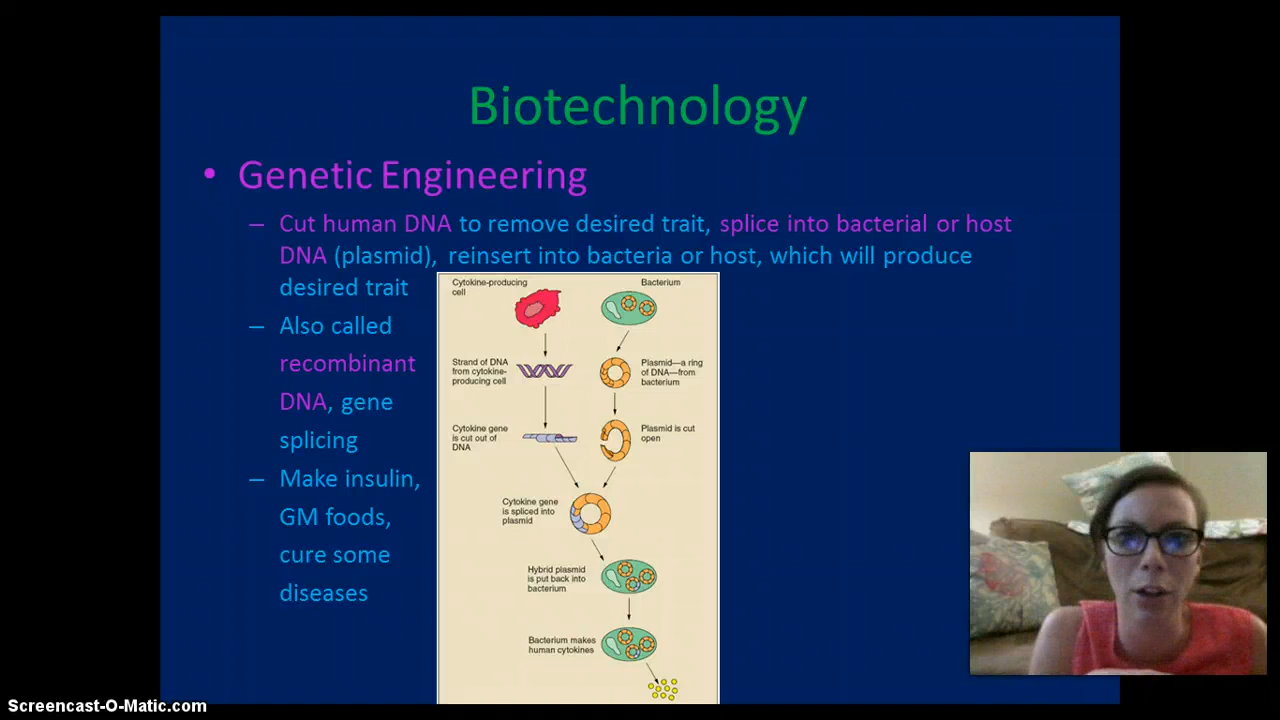 Biotechnology
• Genetic Engineering
– Cut human DNA to remove desired trait, splice into bacterial or host
DNA (plasmid), reinsert into bacteria or host, which will produce
desired trait
– Also called
recombinant
DNA, gene
splicing
– Make insulin,
GM foods,
cure some
diseases
Cytokine-producing
cell
Bacterium
Strand of DNA
from cytokine-
producing cell
Plasmid—a ring
of DNA—from
bacterium
Cytokine gene
is cut out of
DNA
Plasmid is cut
open
Cytokine gene
is spliced into
plasmid
Hybrid plasmid
is put back into
bacterium
Bacterium makes
human cytokines
Screencast-O-Matic.com